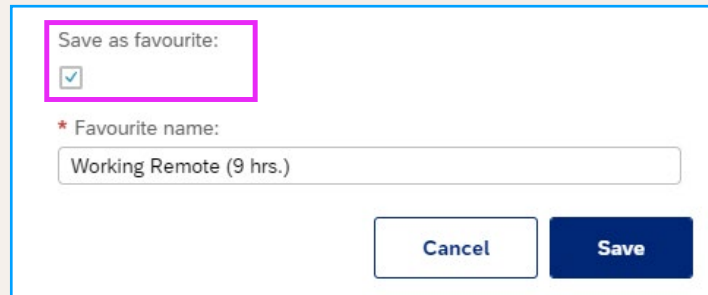 Save as favourite:
* Favourite name:
Working Remote (9 hrs.)
Cancel Save